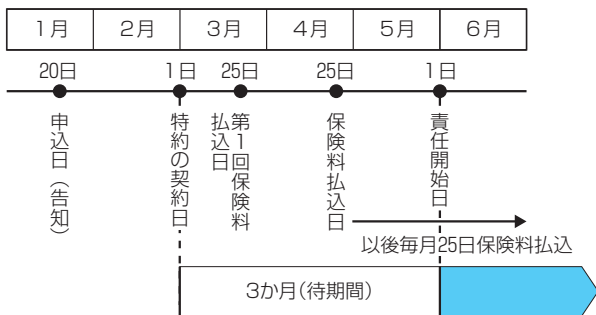 1月 2月 3月 4月 5月 6月
20日 1日 25日 25日 1日
申込日（告知）
特約の契約日
第1回保険料
払込日
保険料払込日
責任開始日
以後毎月25日保険料払込
3か月(待期間)